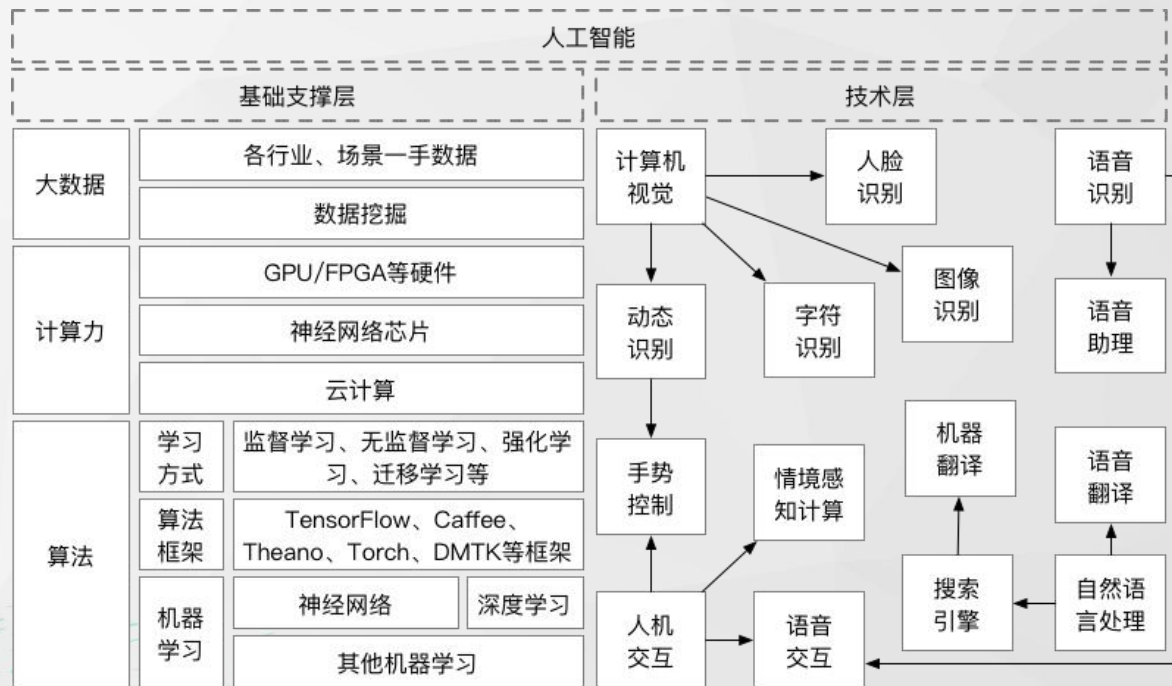 人工智能
基础支撑层
技术层
大数据
各行业、场景一手数据
数据挖掘
计算力
GPU/FPGA等硬件
神经网络芯片
云计算
算法
学习
方式
监督学习、无监督学习、强化学
习、迁移学习等
算法
框架
TensorFlow、Caffee、
Theano、Torch、DMTK等框架
机器
学习
神经网络
深度学习
其他机器学习
计算机
视觉
人脸
识别
语音
识别
动态
识别
字符
识别
图像
识别
语音
助理
手势
控制
情境感
知计算
机器
翻译
语音
翻译
人机
交互
语音
交互
搜索
引擎
自然语
言处理